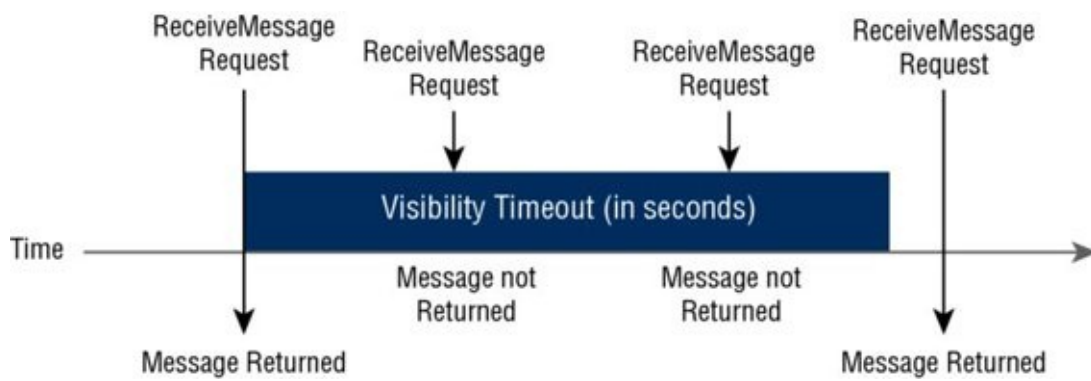 ReceiveMessage
Request
ReceiveMessage
Request
ReceiveMessage
Request
ReceiveMessage
Request
Visibility Timeout (in seconds)
Time
Message not
Returned
Message not
Returned
Message Returned
Message Returned